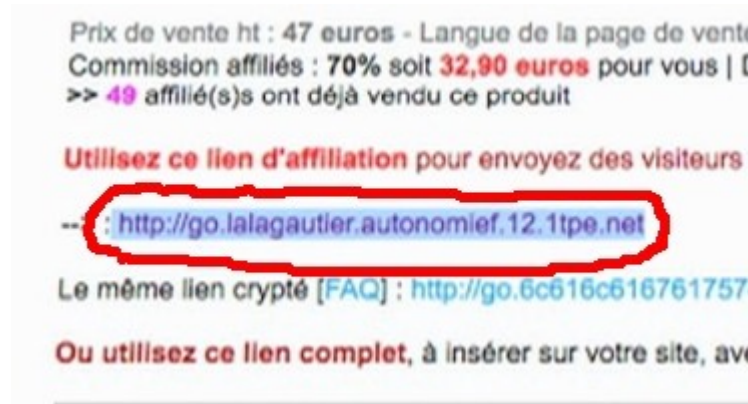 Prix de vente ht : 47 euros - Langue de la page de vente
Commission affiliés : 70% soit 32,90 euros pour vous |
>> 49 affilié(s)s ont déjà vendu ce produit
Utilisez ce lien d'affiliation pour envoyez des visiteurs
--> : http://go.lalagautier.autonomief.12.1tpe.net
Le même lien crypté [FAQ] : http://go.6c616c616761757
Ou utilisez ce lien complet, à insérer sur votre site, ave